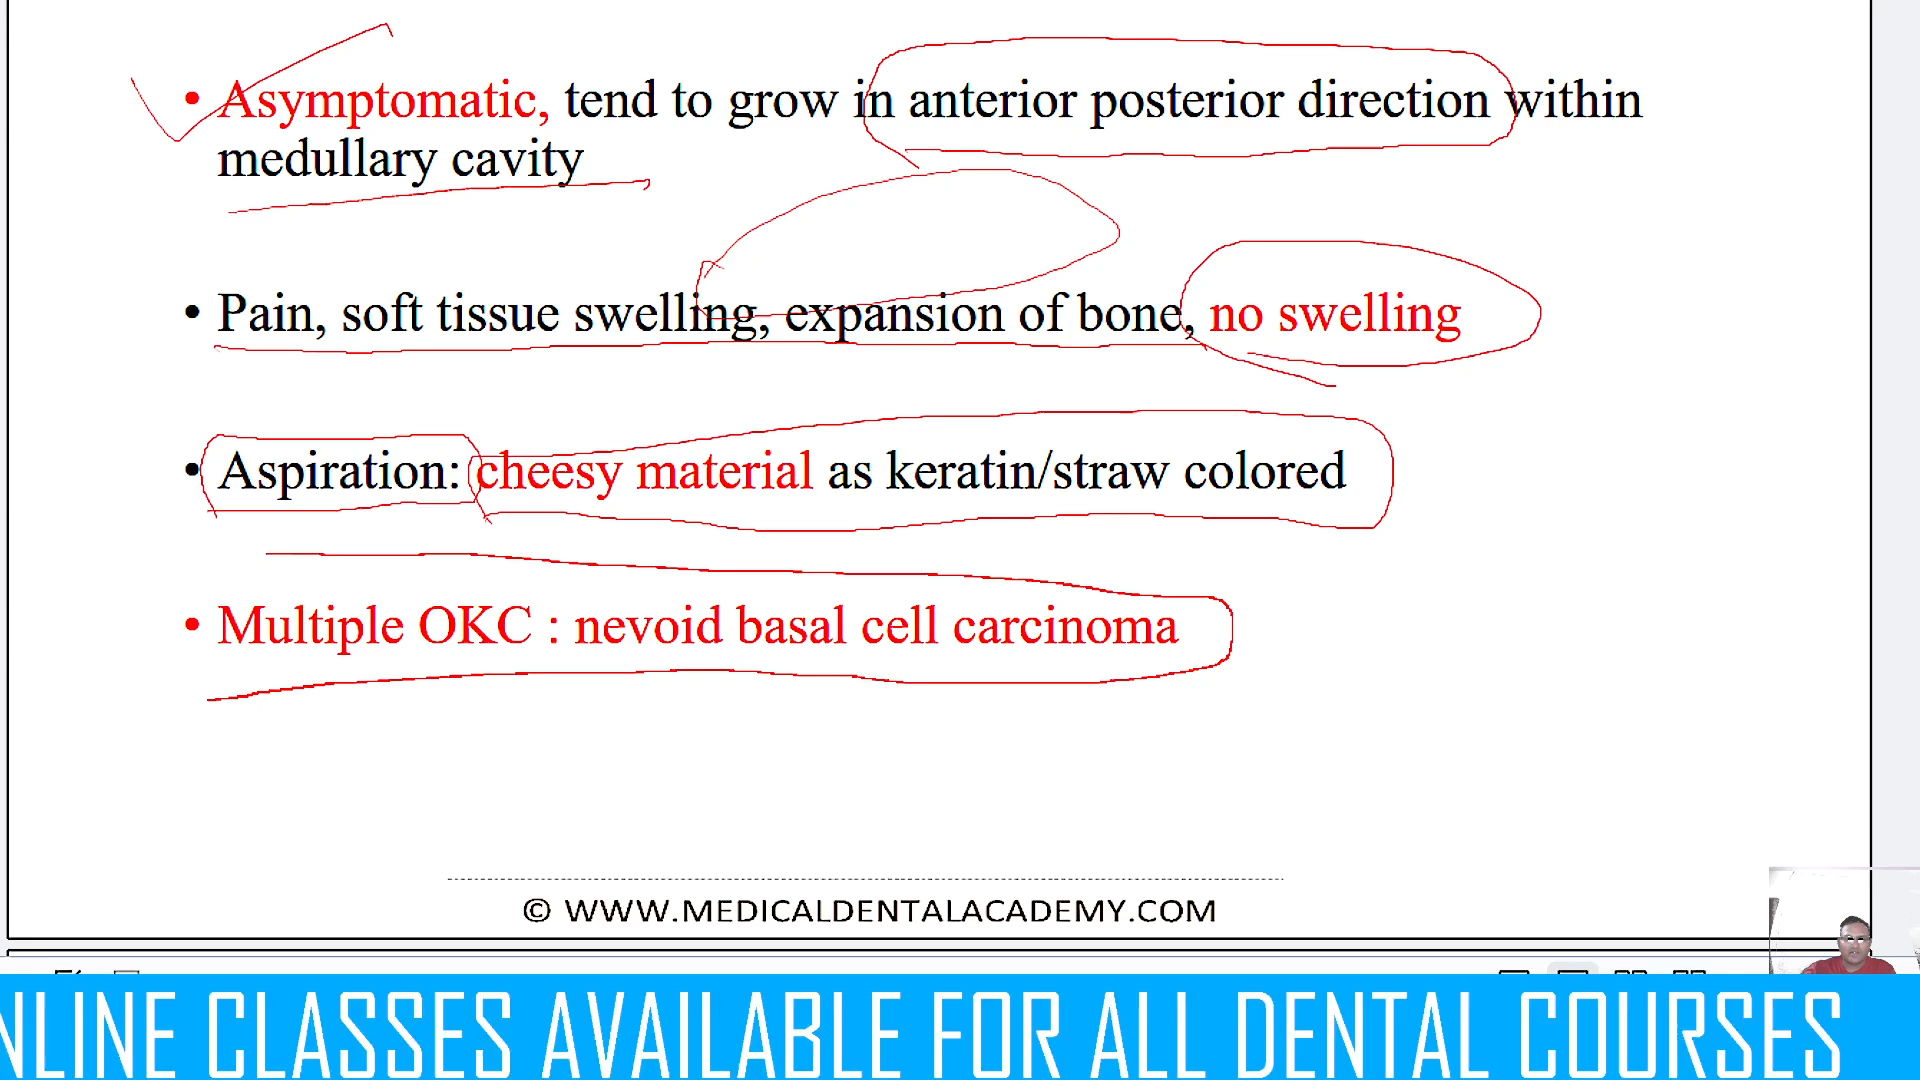 • Asymptomatic, tend to grow in anterior posterior direction within
medullary cavity
• Pain, soft tissue swelling, expansion of bone, no swelling
• Aspiration: cheesy material as keratin/straw colored
• Multiple OKC : nevoid basal cell carcinoma
© WWW.MEDICALDENTALACADEMY.COM
NLINE CLASSES AVAILABLE FOR ALL DENTAL COURSES